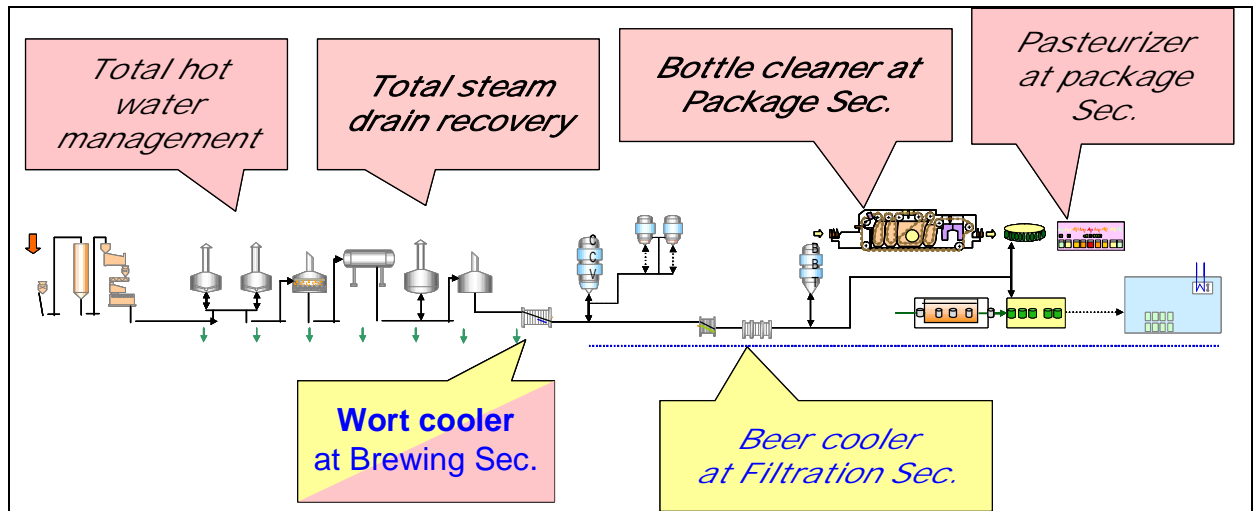 Total hot
water
management
Total steam
drain recovery
Bottle cleaner at
Package Sec.
Pasteurizer
at package
Sec.
C
C
V
B
B
Wort cooler
at Brewing Sec.
Beer cooler
at Filtration Sec.